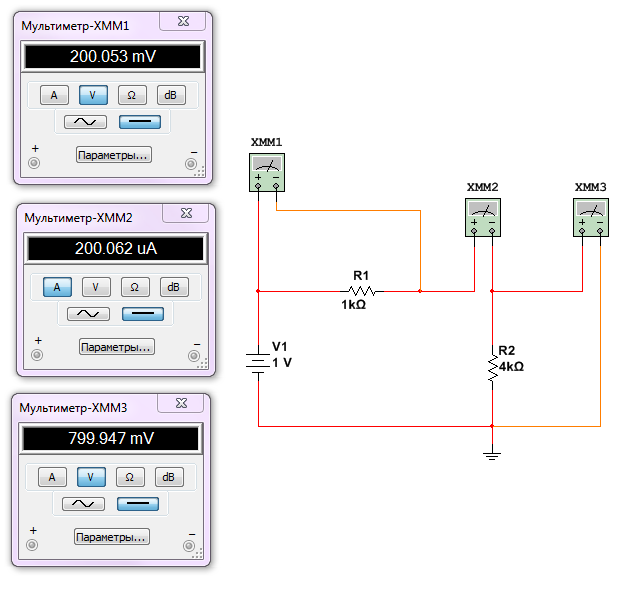 Мультиметр-XMM1
200.053 mV
A V Ω dB
+ Параметры... −
Мультиметр-XMM2
200.062 uA
A V Ω dB
+ Параметры... −
Мультиметр-XMM3
799.947 mV
A V Ω dB
+ Параметры... −
XMM1
+ −
XMM2
+ −
XMM3
+ −
R1
1kΩ
V1
1 V
R2
4kΩ